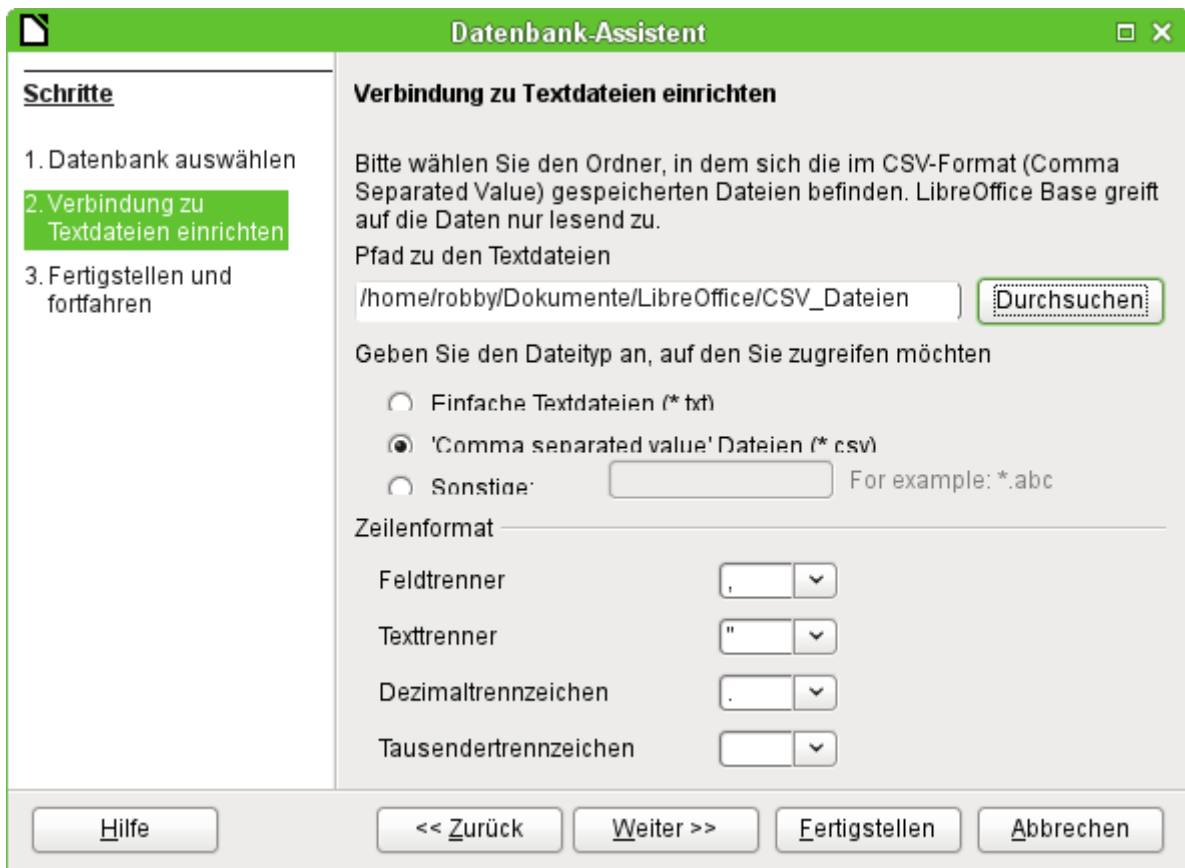 Datenbank-Assistent
Schritte
1. Datenbank auswählen
2. Verbindung zu
Textdateien einrichten
3. Fertigstellen und
fortfahren
Verbindung zu Textdateien einrichten
Bitte wählen Sie den Ordner, in dem sich die im CSV-Format (Comma
Separated Value) gespeicherten Dateien befinden. LibreOffice Base greift
auf die Daten nur lesend zu.
Pfad zu den Textdateien
/home/robby/Dokumente/LibreOffice/CSV_Dateien
Durchsuchen
Geben Sie den Dateityp an, auf den Sie zugreifen möchten
Einfache Textdateien (*.txt)
'Comma separated value' Dateien (*.csv)
Sonstige: For example: *.abc
Zeilenformat
Feldtrenner ,
Texttrenner "
Dezimaltrennzeichen .
Tausendertrennzeichen
Hilfe << Zurück Weiter >> Fertigstellen Abbrechen